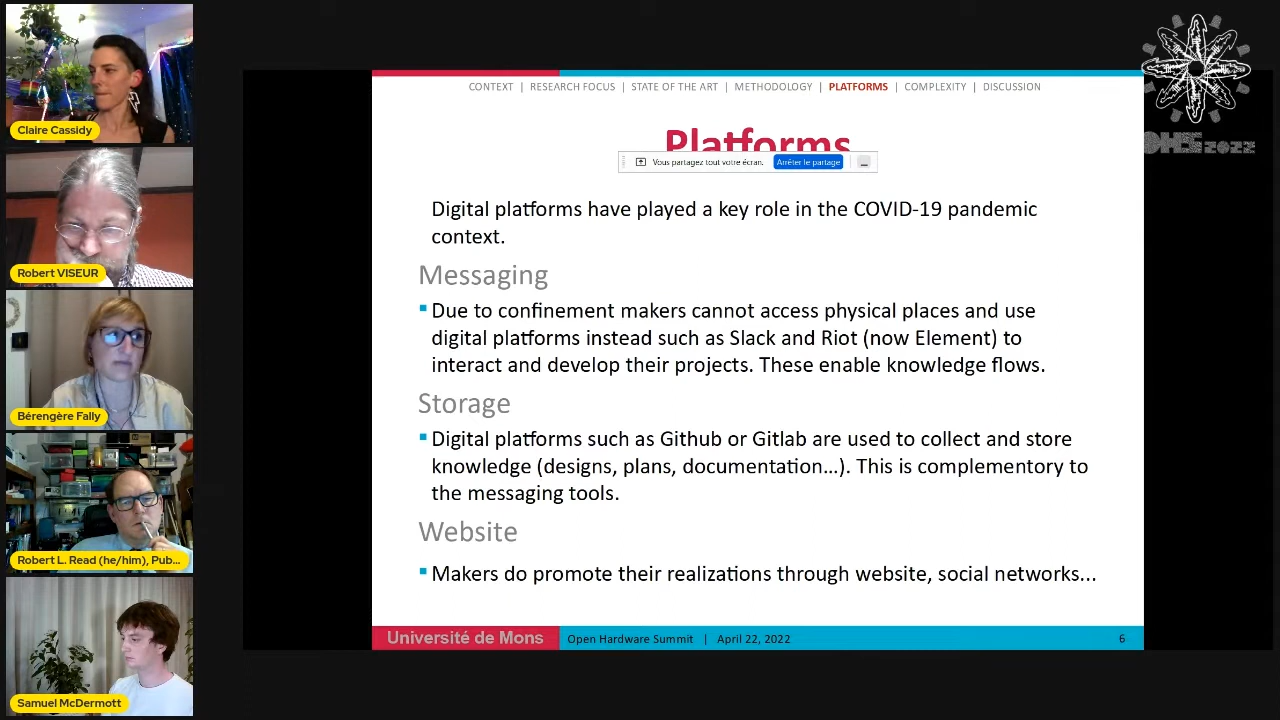 Claire Cassidy
Robert VISEUR
Bérengère Fally
Robert L. Read (he/him), Pub...
Samuel McDermott
CONTEXT | RESEARCH FOCUS | STATE OF THE ART | METHODOLOGY | PLATFORMS | COMPLEXITY | DISCUSSION
Platforms
Vous partagez tout votre écran. Arrêter le partage
Digital platforms have played a key role in the COVID-19 pandemic
context.
Messaging
Due to confinement makers cannot access physical places and use
digital platforms instead such as Slack and Riot (now Element) to
interact and develop their projects. These enable knowledge flows.
Storage
Digital platforms such as Github or Gitlab are used to collect and store
knowledge (designs, plans, documentation...). This is complementory to
the messaging tools.
Website
Makers do promote their realizations through website, social networks...
Université de Mons Open Hardware Summit | April 22, 2022 6
OHS 2022